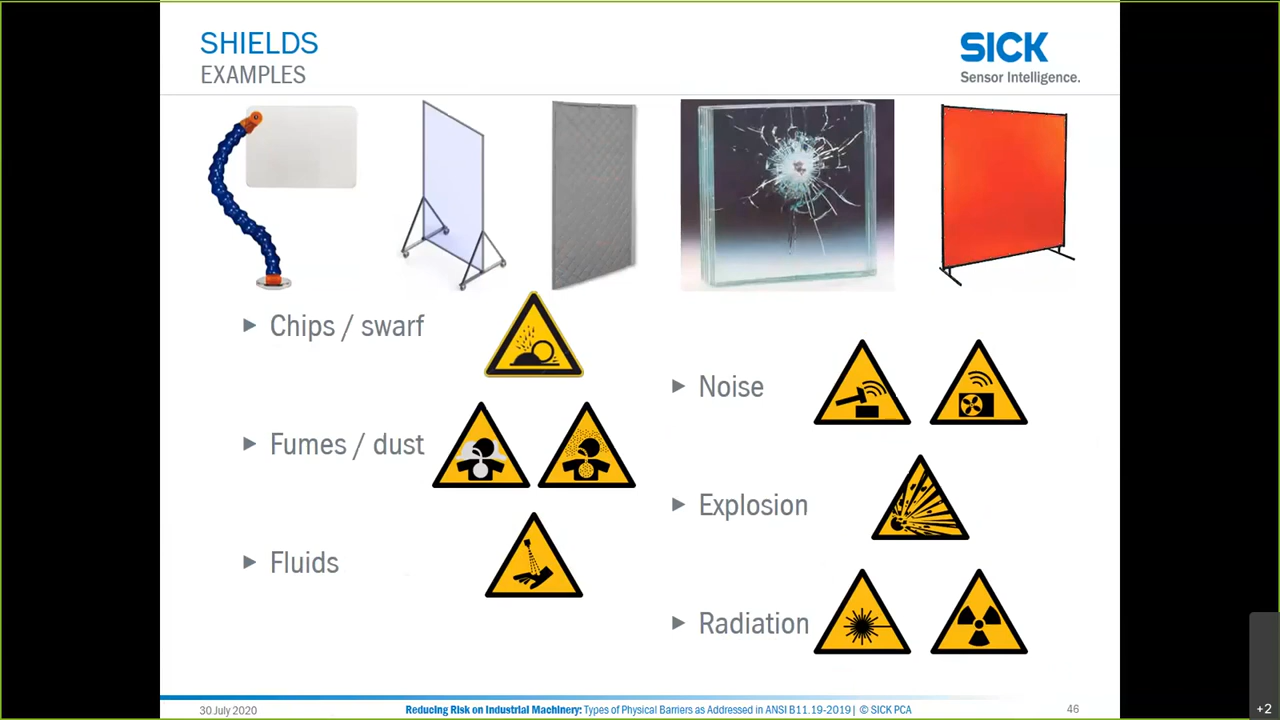 SHIELDS
EXAMPLES
SICK
Sensor Intelligence.
Chips / swarf
Fumes / dust
Fluids
Noise
Explosion
Radiation
30 July 2020
Reducing Risk on Industrial Machinery: Types of Physical Barriers as Addressed in ANSI B11.19-2019 | © SICK PCA
46
+2